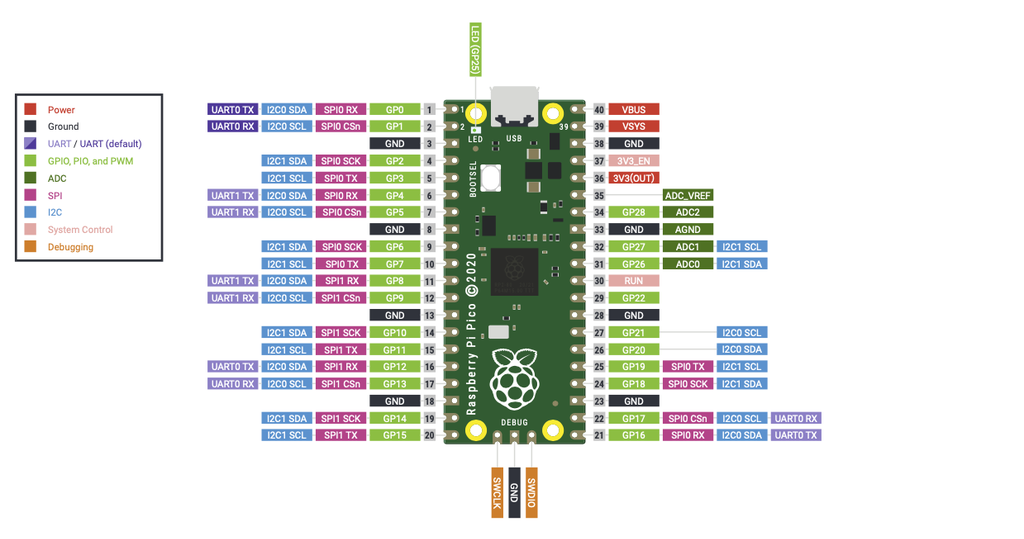 LED (GP25)
Power
Ground
UART / UART (default)
GPIO, PIO, and PWM
ADC
SPI
I2C
System Control
Debugging
UART0 TX I2C0 SDA SPI0 RX GP0 1
UART0 RX I2C0 SCL SPI0 CSn GP1 2
GND 3
I2C1 SDA SPI0 SCK GP2 4
I2C1 SCL SPI0 TX GP3 5
UART1 TX I2C0 SDA SPI0 RX GP4 6
UART1 RX I2C0 SCL SPI0 CSn GP5 7
GND 8
I2C1 SDA SPI0 SCK GP6 9
I2C1 SCL SPI0 TX GP7 10
UART1 TX I2C0 SDA SPI1 RX GP8 11
UART1 RX I2C0 SCL SPI1 CSn GP9 12
GND 13
I2C1 SDA SPI1 SCK GP10 14
I2C1 SCL SPI1 TX GP11 15
UART0 TX I2C0 SDA SPI1 RX GP12 16
UART0 RX I2C0 SCL SPI1 CSn GP13 17
GND 18
I2C1 SDA SPI1 SCK GP14 19
I2C1 SCL SPI1 TX GP15 20
1
2
39
LED
USB
BOOTSEL
Raspberry Pi Pico ©2020
DEBUG
40 VBUS
39 VSYS
38 GND
37 3V3_EN
36 3V3(OUT)
35 ADC_VREF
34 GP28 ADC2
33 GND AGND
32 GP27 ADC1 I2C1 SCL
31 GP26 ADC0 I2C1 SDA
30 RUN
29 GP22
28 GND
27 GP21 I2C0 SCL
26 GP20 I2C0 SDA
25 GP19 SPI0 TX I2C1 SCL
24 GP18 SPI0 SCK I2C1 SDA
23 GND
22 GP17 SPI0 CSn I2C0 SCL UART0 RX
21 GP16 SPI0 RX I2C0 SDA UART0 TX
SWCLK
GND
SWDIO